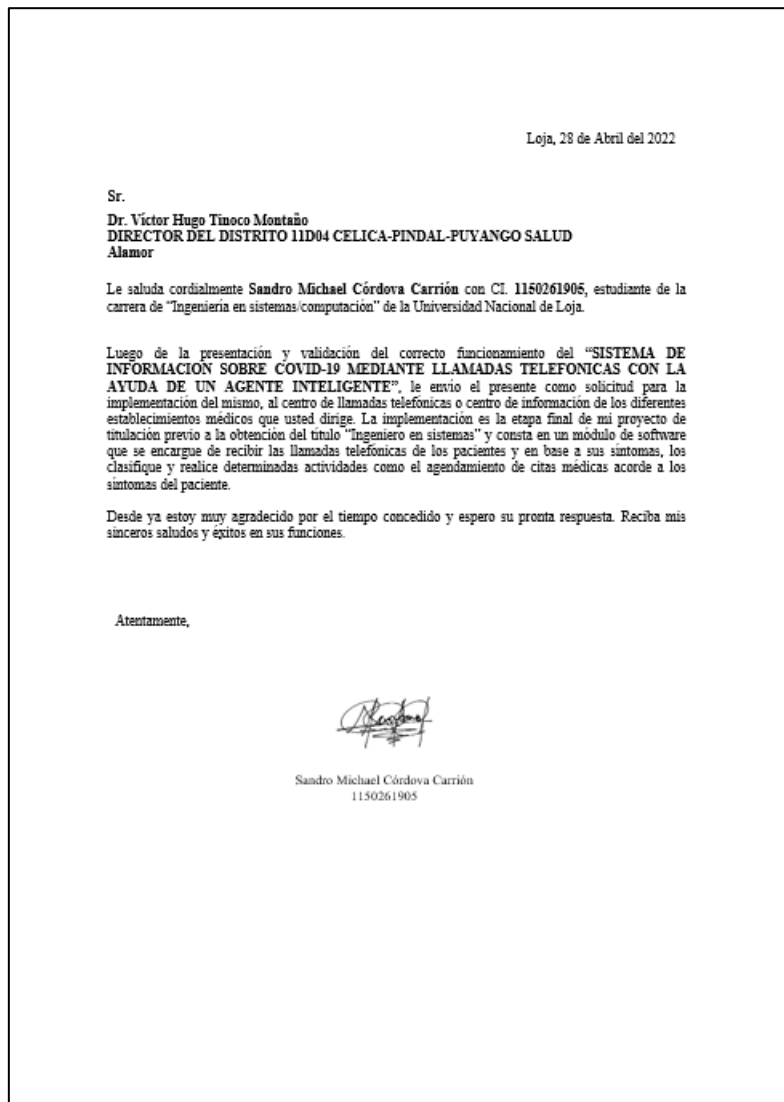 Loja, 28 de Abril del 2022
Sr.
Dr. Víctor Hugo Tinoco Montaño
DIRECTOR DEL DISTRITO 11D04 CELICA-PINDAL-PUYANGO SALUD
Alamor
Le saluda cordialmente Sandro Michael Córdova Carrión con CI. 1150261905, estudiante de la
carrera de “Ingeniería en sistemas/computación” de la Universidad Nacional de Loja.
Luego de la presentación y validación del correcto funcionamiento del “SISTEMA DE
INFORMACION SOBRE COVID-19 MEDIANTE LLAMADAS TELEFONICAS CON LA
AYUDA DE UN AGENTE INTELIGENTE”, le envío el presente como solicitud para la
implementación del mismo, al centro de llamadas telefónicas o centro de información de los diferentes
establecimientos médicos que usted dirige. La implementación es la etapa final de mi proyecto de
titulación previo a la obtención del título “Ingeniero en sistemas” y consta en un módulo de software
que se encargue de recibir las llamadas telefónicas de los pacientes y en base a sus síntomas, los
clasifique y realice determinadas actividades como el agendamiento de citas médicas acorde a los
síntomas del paciente.
Desde ya estoy muy agradecido por el tiempo concedido y espero su pronta respuesta. Reciba mis
sinceros saludos y éxitos en sus funciones.
Atentamente,
Sandro Michael Córdova Carrión
1150261905